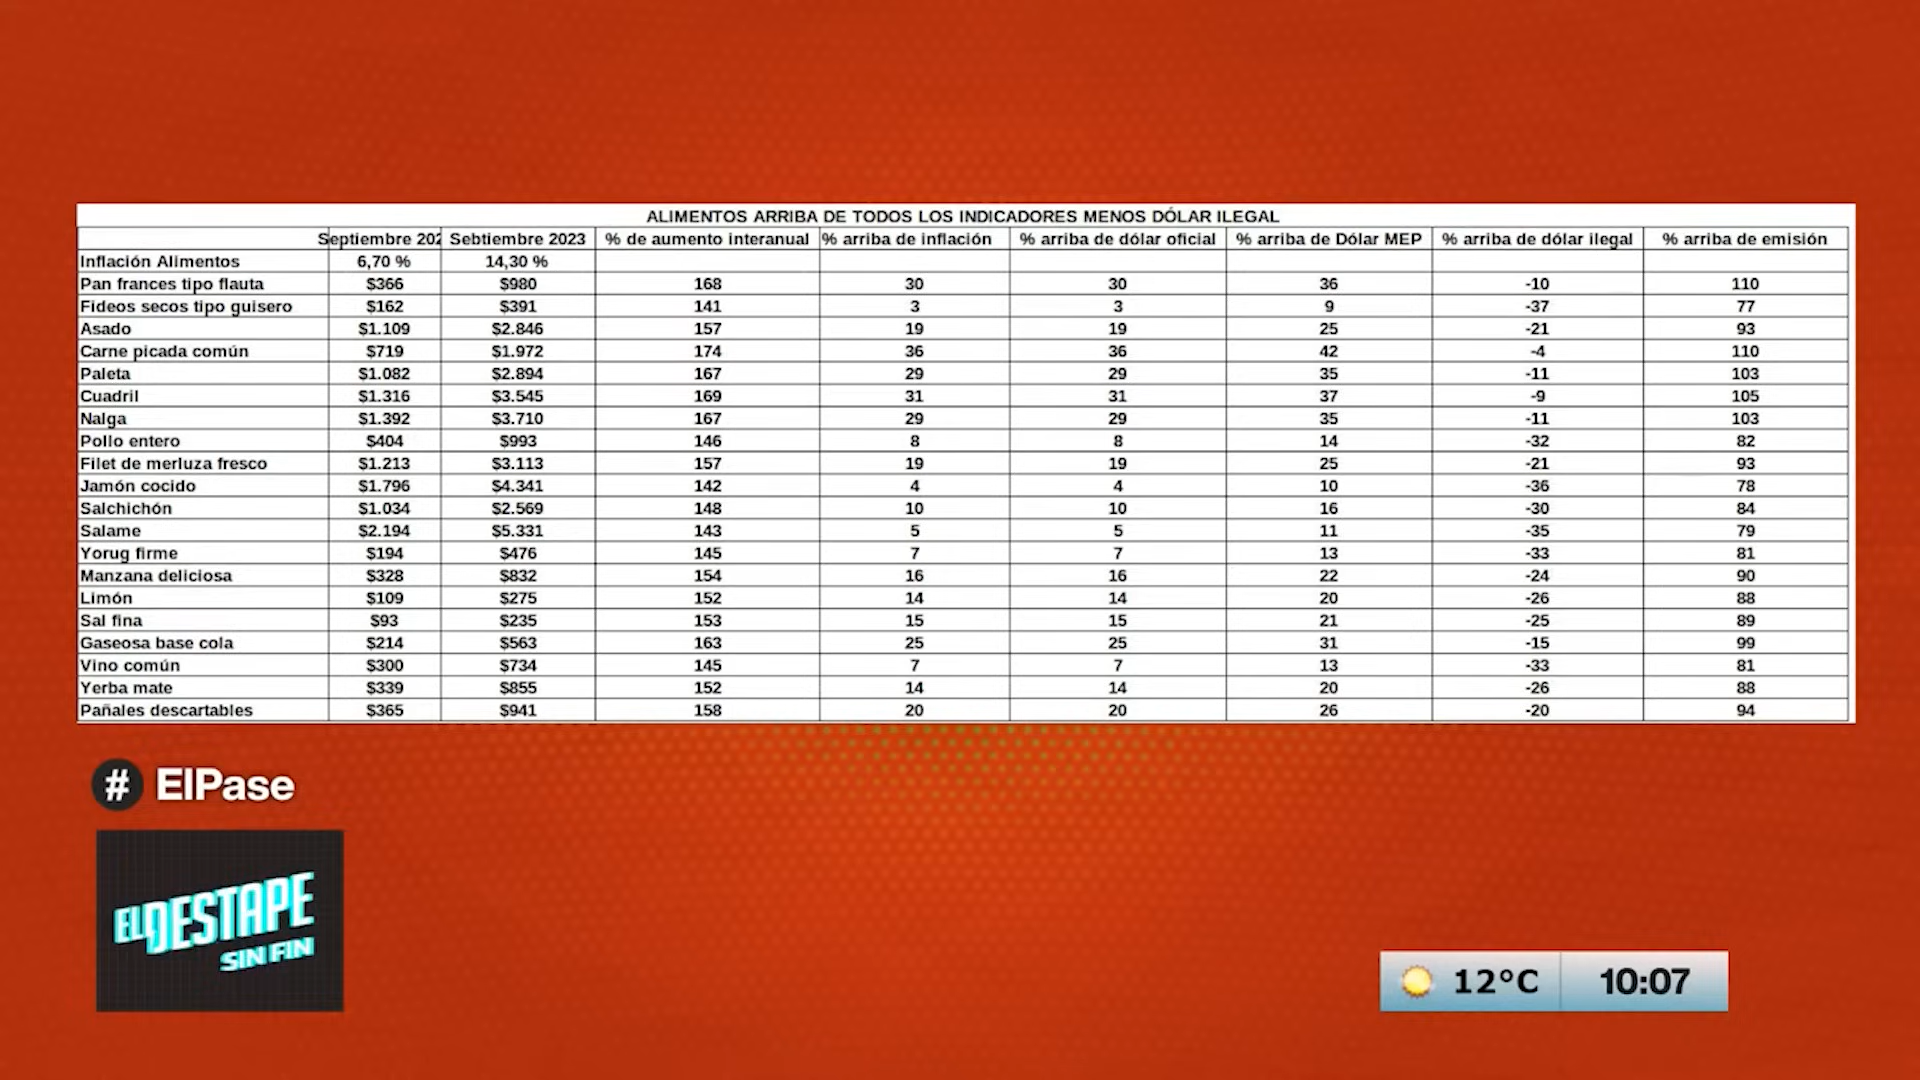 ALIMENTOS ARRIBA DE TODOS LOS INDICADORES MENOS DÓLAR ILEGAL
Septiembre 202 Sebtiembre 2023 % de aumento interanual % arriba de inflación % arriba de dólar oficial % arriba de Dólar MEP % arriba de dólar ilegal % arriba de emisión
Inflación Alimentos 6,70 % 14,30 %
Pan frances tipo flauta $366 $980 168 30 30 36 -10 110
Fideos secos tipo guisero $162 $391 141 3 3 9 -37 77
Asado $1.109 $2.846 157 19 19 25 -21 93
Carne picada común $719 $1.972 174 36 36 42 -4 110
Paleta $1.082 $2.894 167 29 29 35 -11 103
Cuadril $1.316 $3.545 169 31 31 37 -9 105
Nalga $1.392 $3.710 167 29 29 35 -11 103
Pollo entero $404 $993 146 8 8 14 -32 82
Filet de merluza fresco $1.213 $3.113 157 19 19 25 -21 93
Jamón cocido $1.796 $4.341 142 4 4 10 -36 78
Salchichón $1.034 $2.569 148 10 10 16 -30 84
Salame $2.194 $5.331 143 5 5 11 -35 79
Yorug firme $194 $476 145 7 7 13 -33 81
Manzana deliciosa $328 $832 154 16 16 22 -24 90
Limón $109 $275 152 14 14 20 -26 88
Sal fina $93 $235 153 15 15 21 -25 89
Gaseosa base cola $214 $563 163 25 25 31 -15 99
Vino común $300 $734 145 7 7 13 -33 81
Yerba mate $339 $855 152 14 14 20 -26 88
Pañales descartables $365 $941 158 20 20 26 -20 94
# ElPase
EL DESTAPE
SIN FIN
12°C 10:07